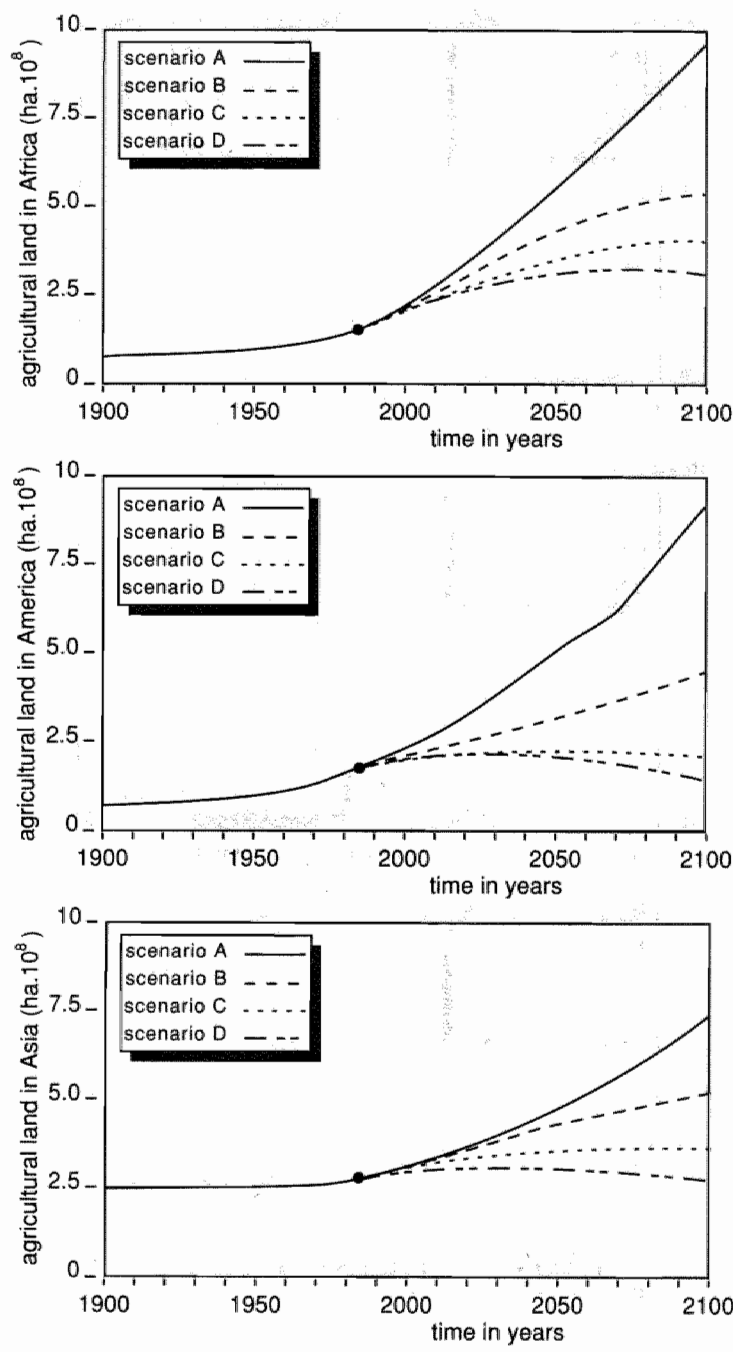 agricultural land in Africa (ha.10⁸)
10
7.5
5.0
2.5
0
scenario A
scenario B
scenario C
scenario D
1900 1950 2000 2050 2100
time in years
agricultural land in America (ha.10⁸)
10
7.5
5.0
2.5
0
scenario A
scenario B
scenario C
scenario D
1900 1950 2000 2050 2100
time in years
agricultural land in Asia (ha.10⁸)
10
7.5
5.0
2.5
0
scenario A
scenario B
scenario C
scenario D
1900 1950 2000 2050 2100
time in years